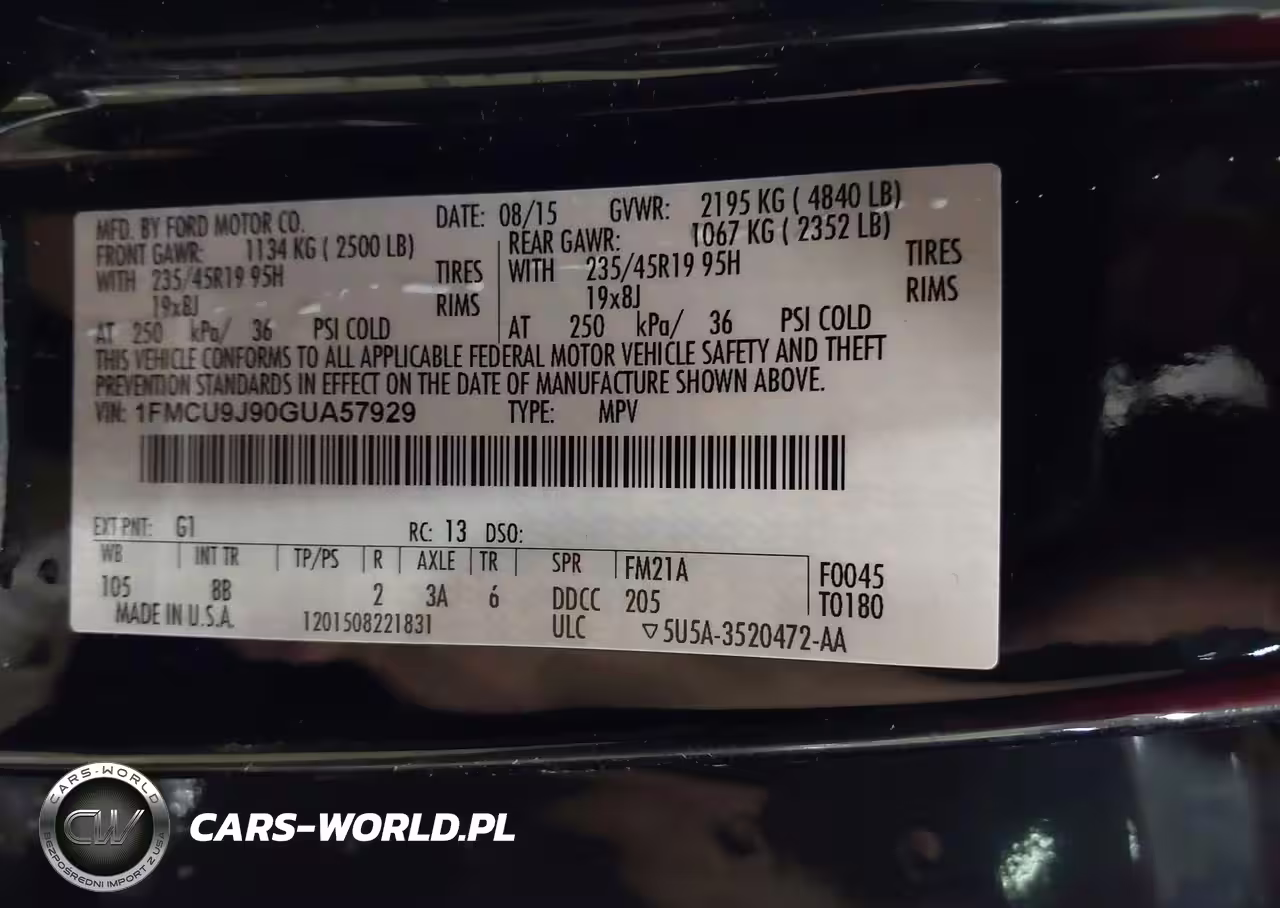 MFD. BY FORD MOTOR CO. DATE: 08/15 GVWR: 2195 KG ( 4840 LB)
FRONT GAWR: 1134 KG ( 2500 LB) REAR GAWR: 1067 KG ( 2352 LB)
WITH 235/45R19 95H TIRES WITH 235/45R19 95H TIRES
19x8J RIMS 19x8J RIMS
AT 250 kPa/ 36 PSI COLD AT 250 kPa/ 36 PSI COLD
THIS VEHICLE CONFORMS TO ALL APPLICABLE FEDERAL MOTOR VEHICLE SAFETY AND THEFT
PREVENTION STANDARDS IN EFFECT ON THE DATE OF MANUFACTURE SHOWN ABOVE.
VIN: 1FMCU9J90GUA57929 TYPE: MPV
EXT PNT: G1 RC: 13 DSO:
WB INT TR TP/PS R AXLE TR SPR FM21A F0045
105 8B 2 3A 6 DDCC 205 T0180
MADE IN U.S.A. 1201508221831 ULC ▽5U5A-3520472-AA
CARS-WORLD
CW
BEZPOŚREDNI IMPORT Z USA
CARS-WORLD.PL